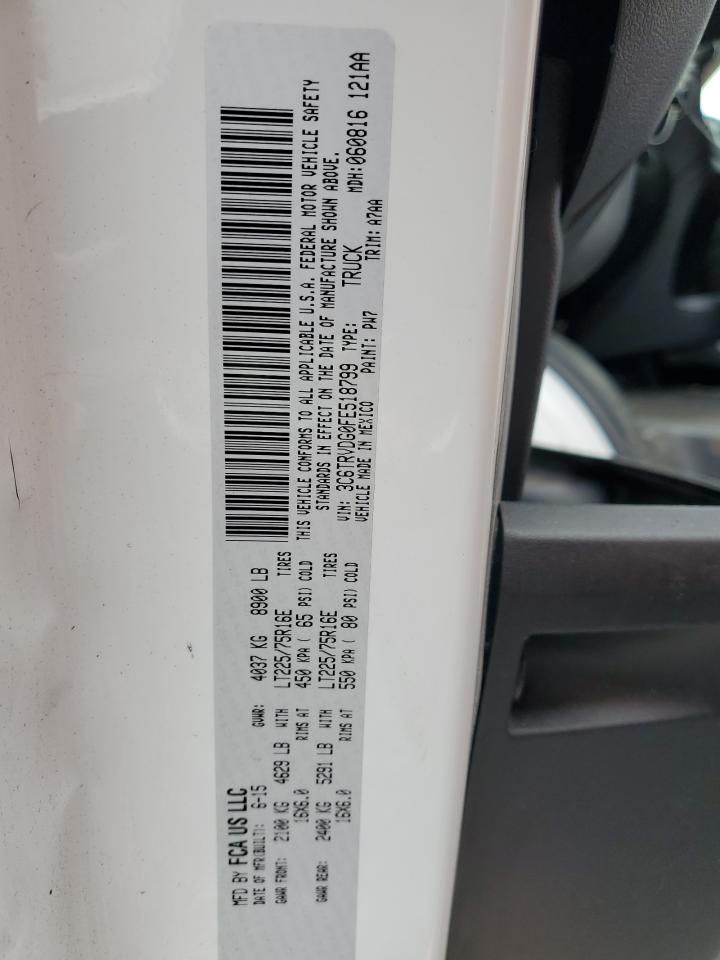 MFD BY FCA US LLC
DATE OF MFR(BUILT): 6-15 GVWR: 4037 KG 8900 LB
GAWR FRONT: 2100 KG 4629 LB WITH LT225/75R16E TIRES
16X6.0 RIMS AT 450 KPA ( 65 PSI) COLD
GAWR REAR: 2400 KG 5291 LB WITH LT225/75R16E TIRES
16X6.0 RIMS AT 550 KPA ( 80 PSI) COLD
THIS VEHICLE CONFORMS TO ALL APPLICABLE U.S.A. FEDERAL MOTOR VEHICLE SAFETY
STANDARDS IN EFFECT ON THE DATE OF MANUFACTURE SHOWN ABOVE.
VIN: 3C6TRVDG0FE518799 TYPE: TRUCK MDH: 060816 121AA
VEHICLE MADE IN MEXICO PAINT: PW7 TRIM: A7AA